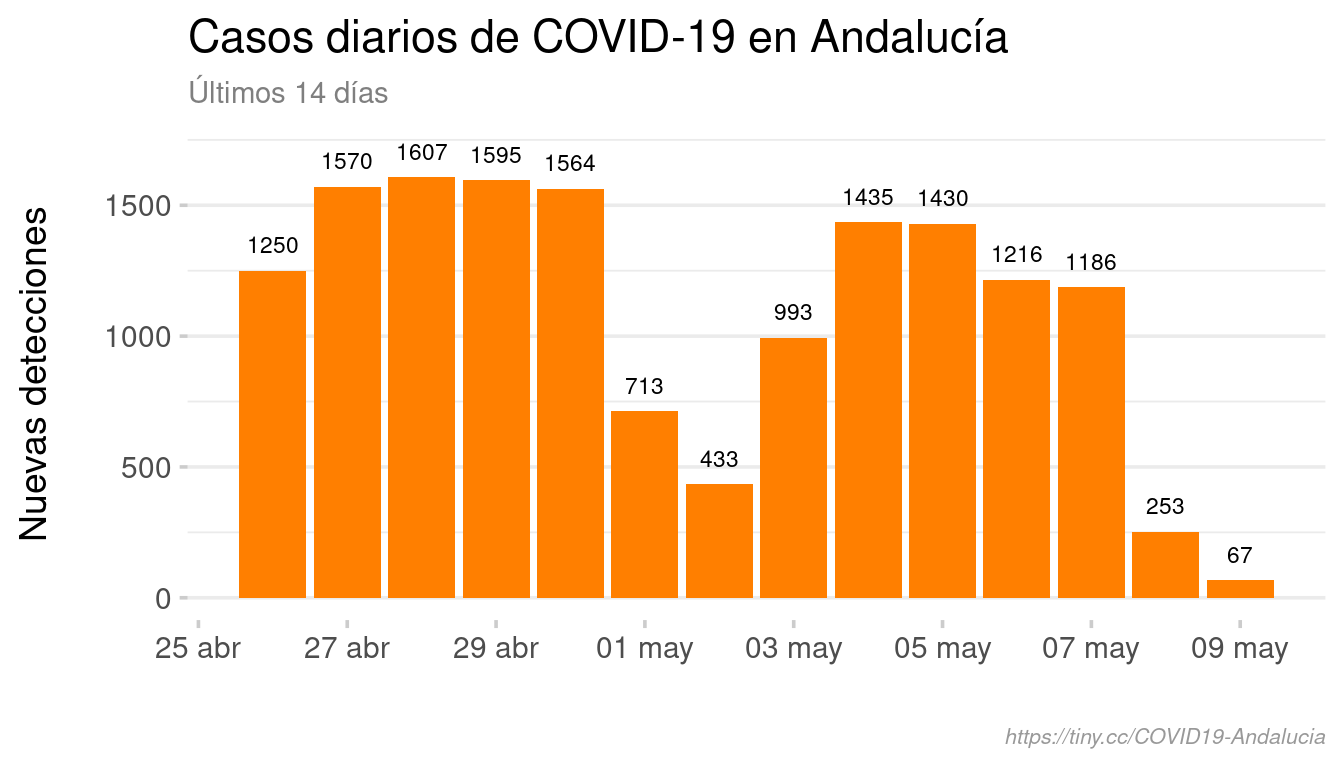 Casos diarios de COVID-19 en Andalucía
Últimos 14 días
Nuevas detecciones
1500
1000
500
0
1250
1570
1607
1595
1564
713
433
993
1435
1430
1216
1186
253
67
25 abr
27 abr
29 abr
01 may
03 may
05 may
07 may
09 may
https://tiny.cc/COVID19-Andalucia